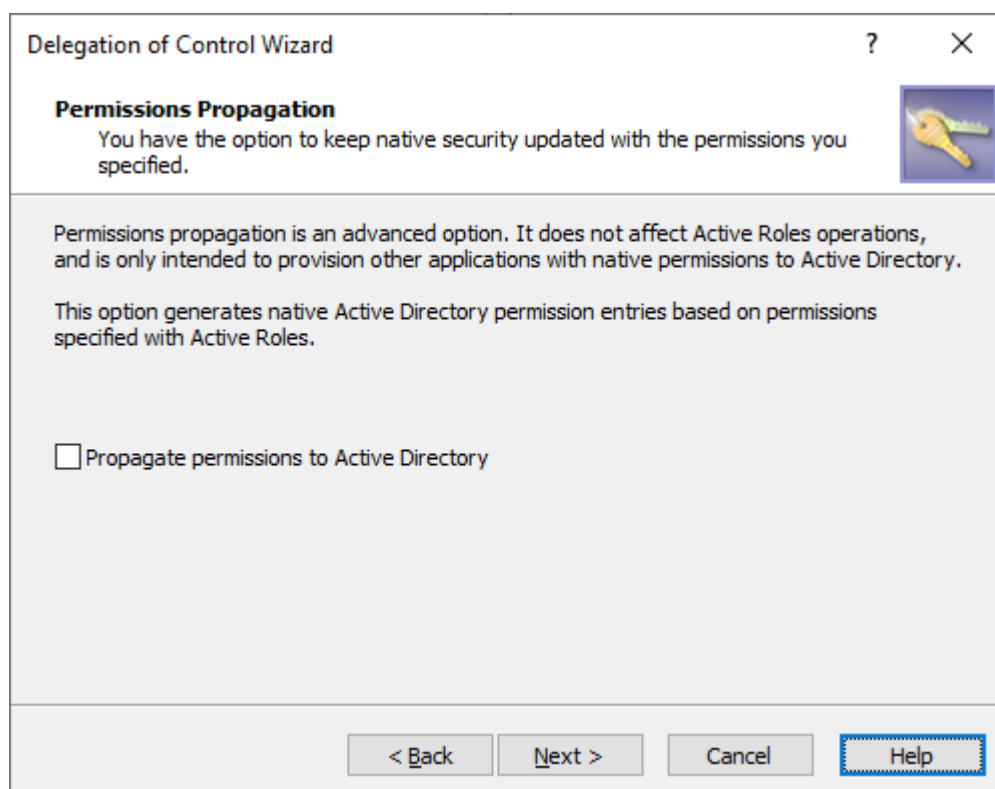 Delegation of Control Wizard
?
Permissions Propagation
You have the option to keep native security updated with the permissions you
specified.
Permissions propagation is an advanced option. It does not affect Active Roles operations,
and is only intended to provision other applications with native permissions to Active Directory.
This option generates native Active Directory permission entries based on permissions
specified with Active Roles.
Propagate permissions to Active Directory
< Back Next > Cancel Help